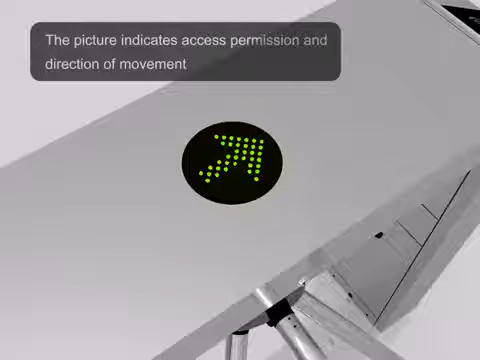 The picture indicates access permission and
direction of movement